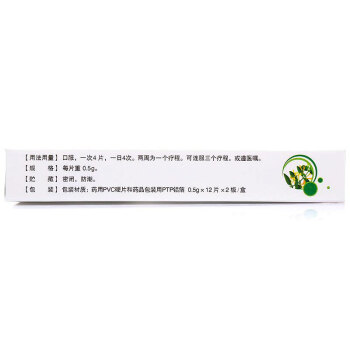 【用法用量】口服，一次4片，一日4次。两周为一个疗程，可连服三个疗程，或遵医嘱。
【规　　格】每片重 0.5g。
【贮　　藏】密闭，防潮。
【包　　装】包装材质：药用PVC硬片和药品包装用PTP铝箔 0.5g×12片×2板/盒